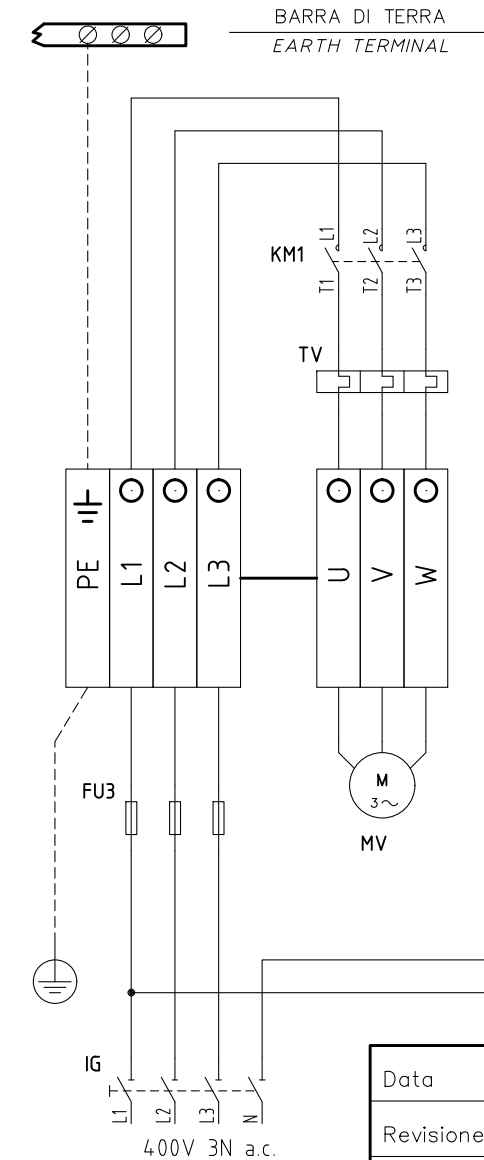 BARRA DI TERRA
EARTH TERMINAL
KM1
L1 L2 L3
T1 T2 T3
TV
PE L1 L2 L3 U V W
FU3
M
3~
MV
IG
L1 L2 L3 N
400V 3N a.c.
Data
Revisione